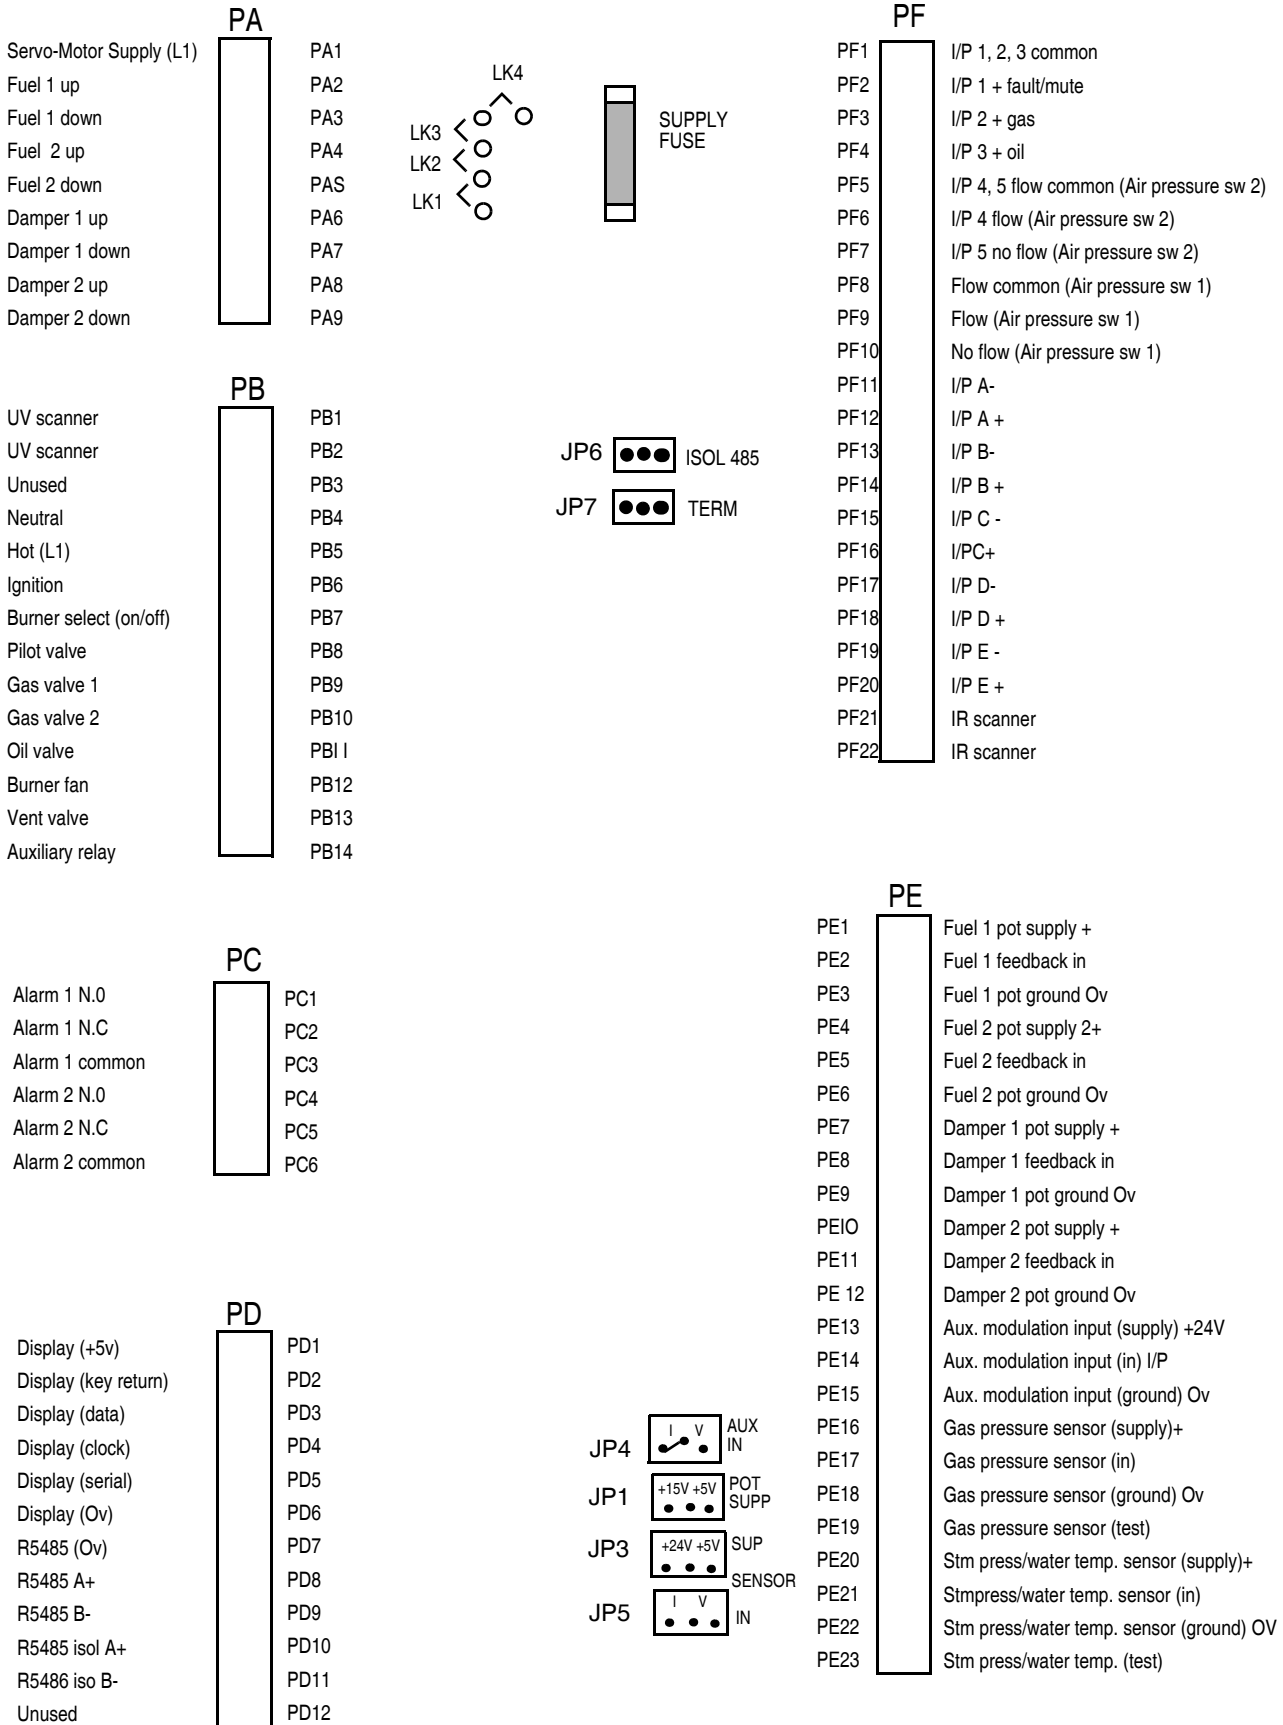 PA
Servo-Motor Supply (L1) PA1
Fuel 1 up PA2
Fuel 1 down PA3
Fuel 2 up PA4
Fuel 2 down PAS
Damper 1 up PA6
Damper 1 down PA7
Damper 2 up PA8
Damper 2 down PA9
LK4
LK3
LK2
LK1
SUPPLY
FUSE
PF
PF1 I/P 1, 2, 3 common
PF2 I/P 1 + fault/mute
PF3 I/P 2 + gas
PF4 I/P 3 + oil
PF5 I/P 4, 5 flow common (Air pressure sw 2)
PF6 I/P 4 flow (Air pressure sw 2)
PF7 I/P 5 no flow (Air pressure sw 2)
PF8 Flow common (Air pressure sw 1)
PF9 Flow (Air pressure sw 1)
PF10 No flow (Air pressure sw 1)
PF11 I/P A-
PF12 I/P A +
PF13 I/P B-
PF14 I/P B +
PF15 I/P C -
PF16 I/PC+
PF17 I/P D-
PF18 I/P D +
PF19 I/P E -
PF20 I/P E +
PF21 IR scanner
PF22 IR scanner
PB
UV scanner PB1
UV scanner PB2
Unused PB3
Neutral PB4
Hot (L1) PB5
Ignition PB6
Burner select (on/off) PB7
Pilot valve PB8
Gas valve 1 PB9
Gas valve 2 PB10
Oil valve PBI I
Burner fan PB12
Vent valve PB13
Auxiliary relay PB14
JP6 ISOL 485
JP7 TERM
PC
Alarm 1 N.0 PC1
Alarm 1 N.C PC2
Alarm 1 common PC3
Alarm 2 N.0 PC4
Alarm 2 N.C PC5
Alarm 2 common PC6
PE
PE1 Fuel 1 pot supply +
PE2 Fuel 1 feedback in
PE3 Fuel 1 pot ground Ov
PE4 Fuel 2 pot supply 2+
PE5 Fuel 2 feedback in
PE6 Fuel 2 pot ground Ov
PE7 Damper 1 pot supply +
PE8 Damper 1 feedback in
PE9 Damper 1 pot ground Ov
PEIO Damper 2 pot supply +
PE11 Damper 2 feedback in
PE 12 Damper 2 pot ground Ov
PE13 Aux. modulation input (supply) +24V
PE14 Aux. modulation input (in) I/P
PE15 Aux. modulation input (ground) Ov
PE16 Gas pressure sensor (supply)+
PE17 Gas pressure sensor (in)
PE18 Gas pressure sensor (ground) Ov
PE19 Gas pressure sensor (test)
PE20 Stm press/water temp. sensor (supply)+
PE21 Stmpress/water temp. sensor (in)
PE22 Stm press/water temp. sensor (ground) OV
PE23 Stm press/water temp. (test)
PD
Display (+5v) PD1
Display (key return) PD2
Display (data) PD3
Display (clock) PD4
Display (serial) PD5
Display (Ov) PD6
R5485 (Ov) PD7
R5485 A+ PD8
R5485 B- PD9
R5485 isol A+ PD10
R5486 iso B- PD11
Unused PD12
JP4 I V AUX
IN
JP1 +15V +5V POT
SUPP
JP3 +24V +5V SUP
SENSOR
JP5 I V IN